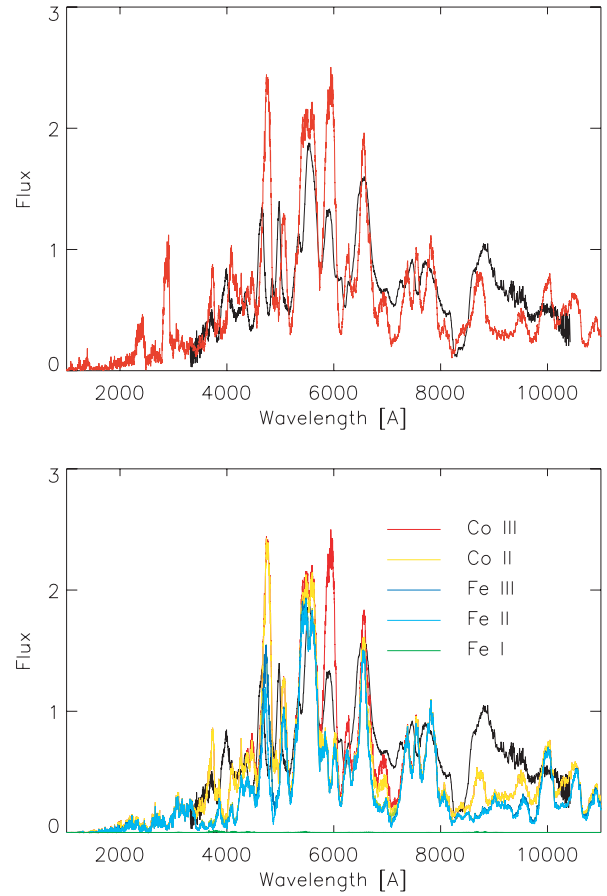 3
2
1
0
Flux
2000 4000 6000 8000 10000
Wavelength [A]
3
2
1
0
Flux
Co III
Co II
Fe III
Fe II
Fe I
2000 4000 6000 8000 10000
Wavelength [A]